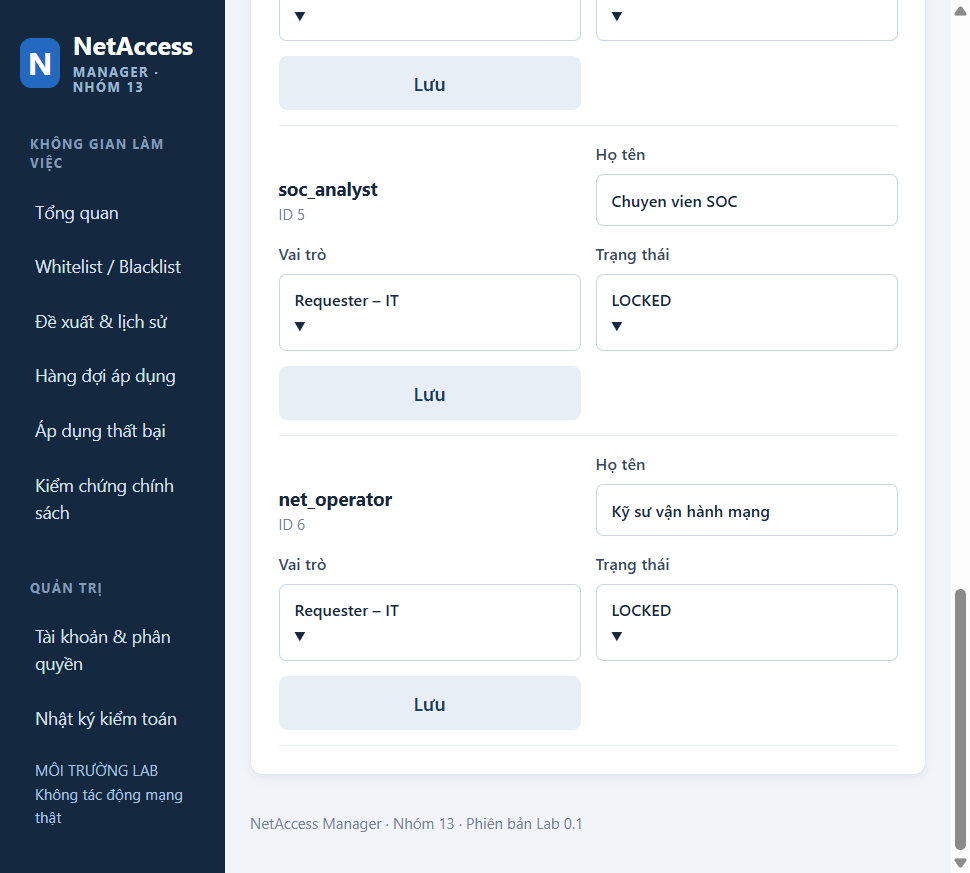 N
NetAccess
MANAGER ·
NHÓM 13
KHÔNG GIAN LÀM
VIỆC
Tổng quan
Whitelist / Blacklist
Đề xuất & lịch sử
Hàng đợi áp dụng
Áp dụng thất bại
Kiểm chứng chính
sách
QUẢN TRỊ
Tài khoản & phân
quyền
Nhật ký kiểm toán
MÔI TRƯỜNG LAB
Không tác động mạng
thật
▼ ▼
Lưu
Họ tên
soc_analyst
Chuyen vien SOC
ID 5
Vai trò Trạng thái
Requester – IT LOCKED
▼ ▼
Lưu
Họ tên
net_operator
Kỹ sư vận hành mạng
ID 6
Vai trò Trạng thái
Requester – IT LOCKED
▼ ▼
Lưu
NetAccess Manager · Nhóm 13 · Phiên bản Lab 0.1